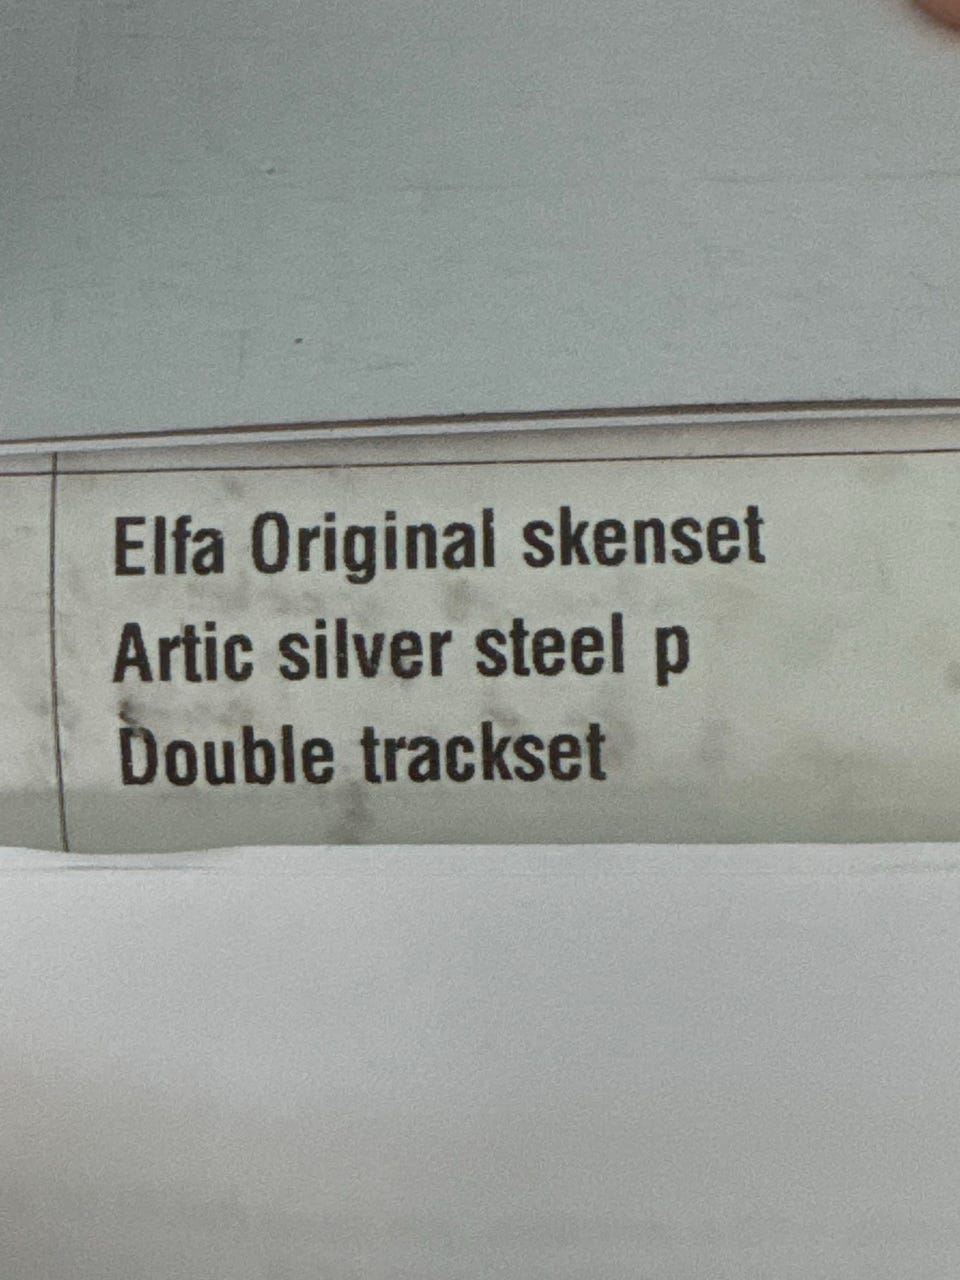 Elfa Original skenset
Artic silver steel p
Double trackset